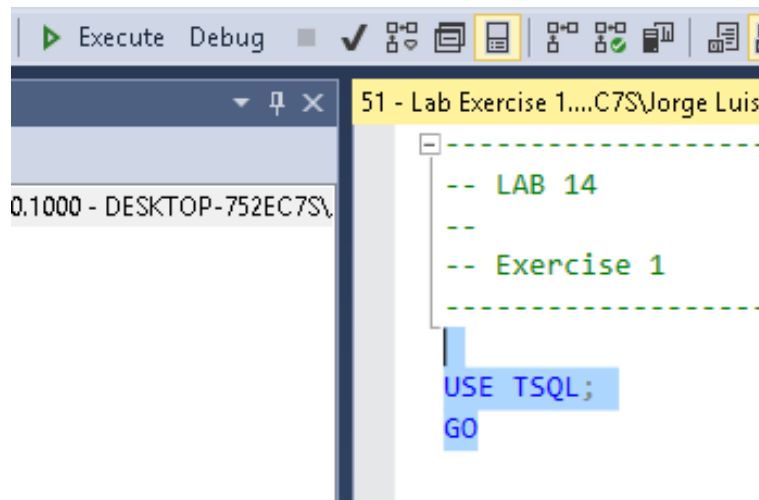 Execute Debug
51 - Lab Exercise 1....C7S\Jorge Luis
0.1000 - DESKTOP-752EC7S\
--------------------
-- LAB 14
--
-- Exercise 1
--------------------
USE TSQL;
GO